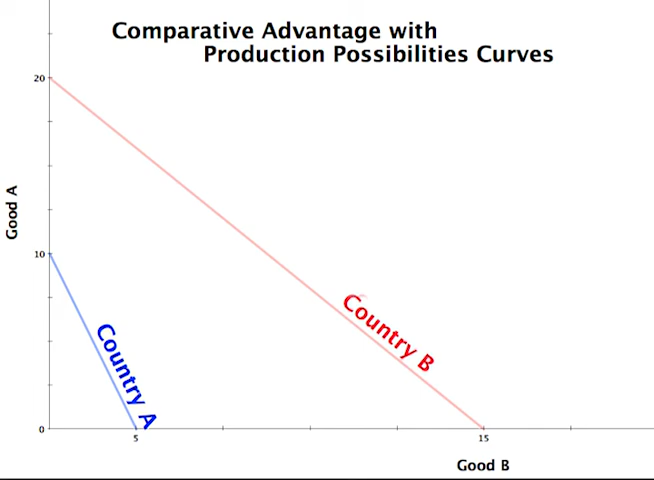 Comparative Advantage with
Production Possibilities Curves
20
Good A
10
Country B
Country A
0
5
15
Good B